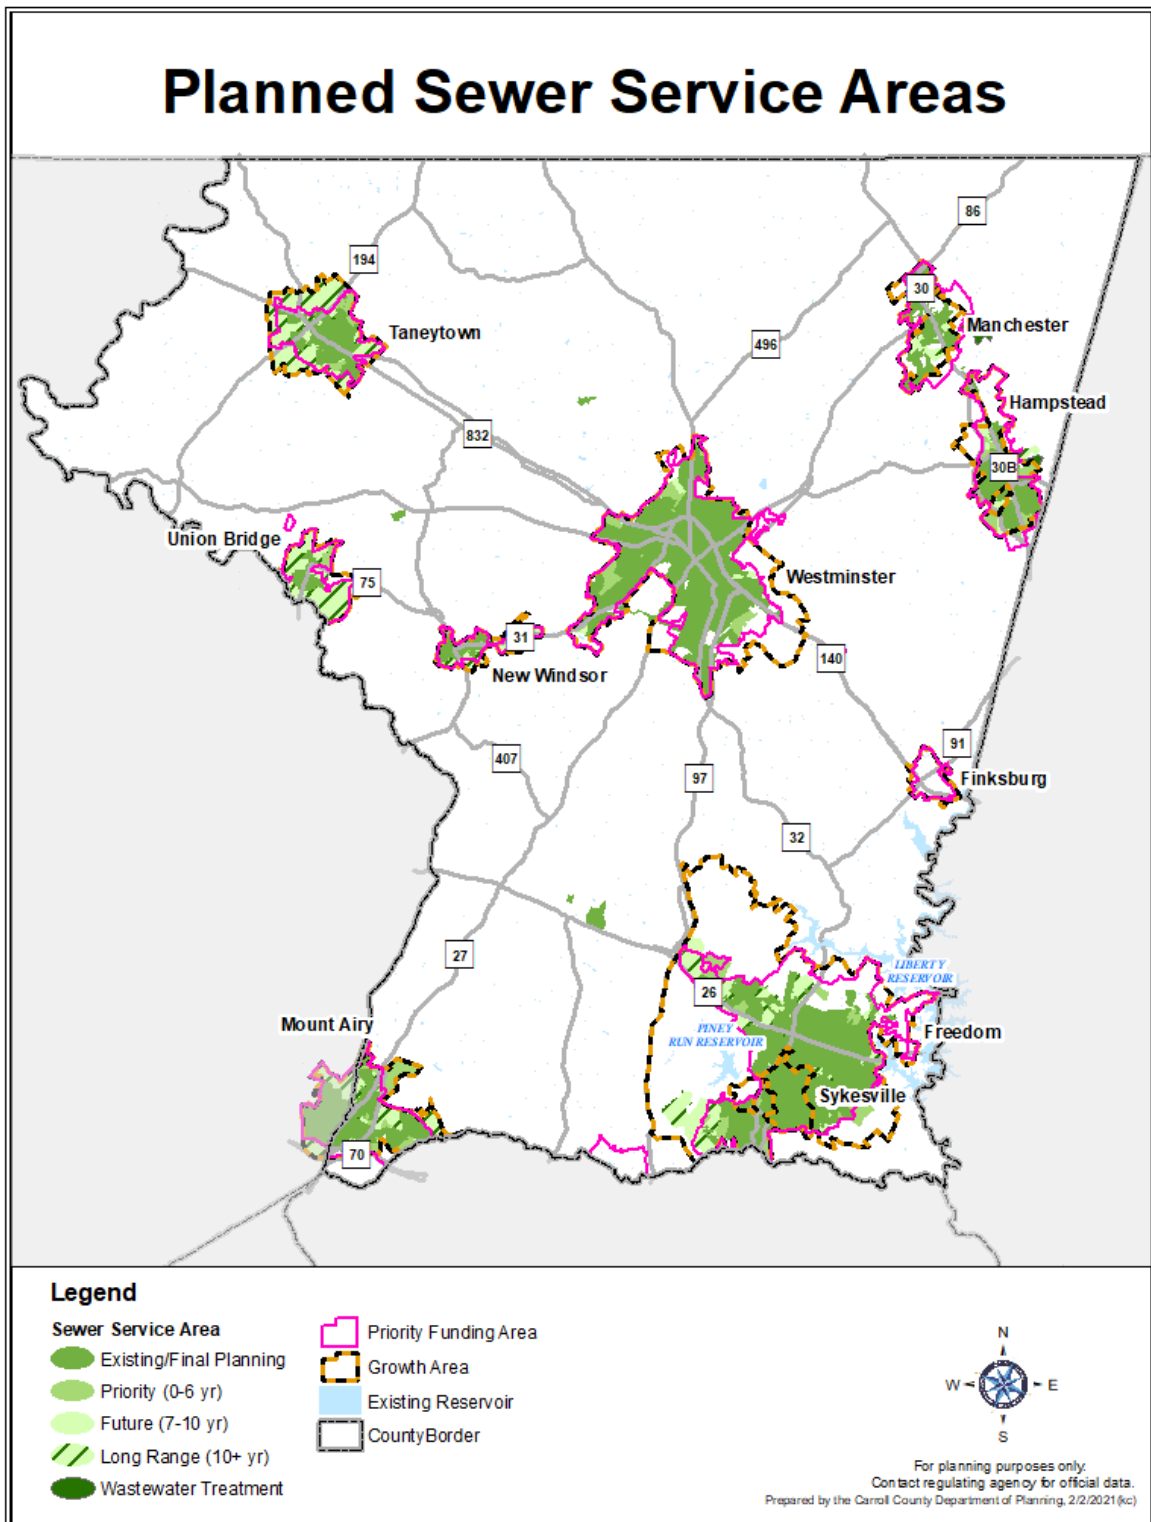 Planned Sewer Service Areas
86
194
30
Manchester
Taneytown
496
Hampstead
832
30B
Union Bridge
75
Westminster
31
New Windsor
140
91
407
97
Finksburg
32
27
LIBERTY
RESERVOIR
26
Mount Airy
PINEY
RUN RESERVOIR
Freedom
Sykesville
70
Legend
Sewer Service Area
Existing/Final Planning
Priority (0-6 yr)
Future (7-10 yr)
Long Range (10+ yr)
Wastewater Treatment
Priority Funding Area
Growth Area
Existing Reservoir
County Border
N
W
E
S
For planning purposes only.
Contact regulating agency for official data.
Prepared by the Carroll County Department of Planning, 2/2/2021(kc)